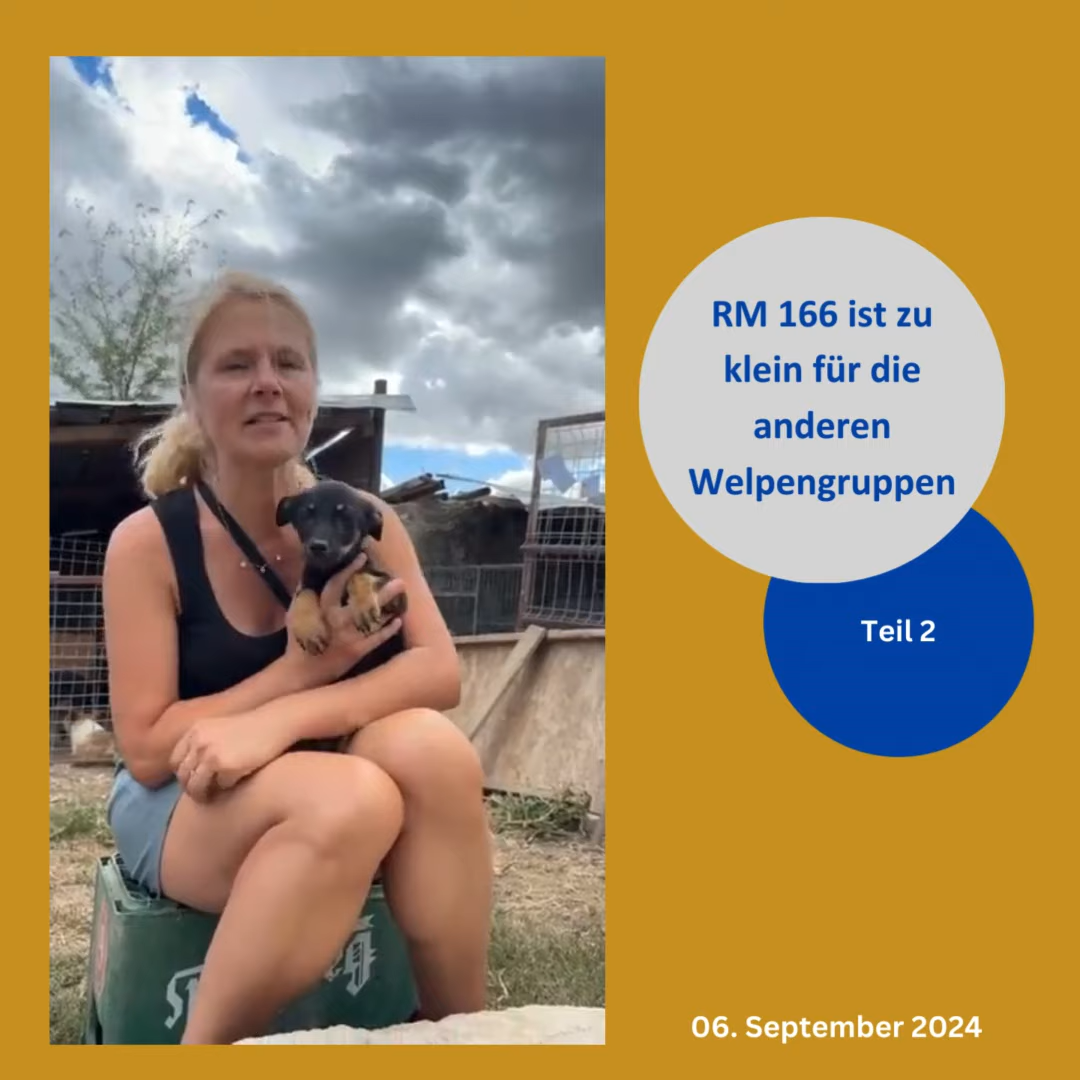 RM 166 ist zu
klein für die
anderen
Welpengruppen
Teil 2
06. September 2024